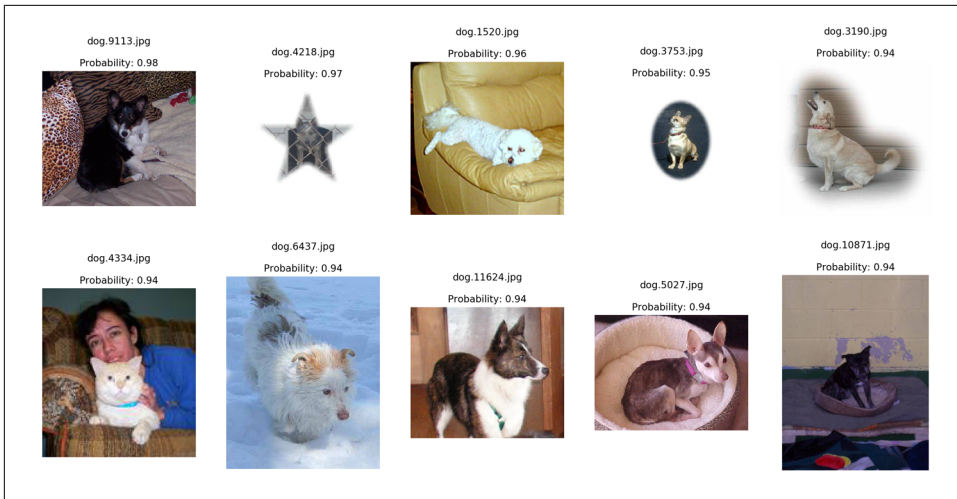 dog.9113.jpg
Probability: 0.98
dog.4218.jpg
Probability: 0.97
dog.1520.jpg
Probability: 0.96
dog.3753.jpg
Probability: 0.95
dog.3190.jpg
Probability: 0.94
dog.4334.jpg
Probability: 0.94
dog.6437.jpg
Probability: 0.94
dog.11624.jpg
Probability: 0.94
dog.5027.jpg
Probability: 0.94
dog.10871.jpg
Probability: 0.94